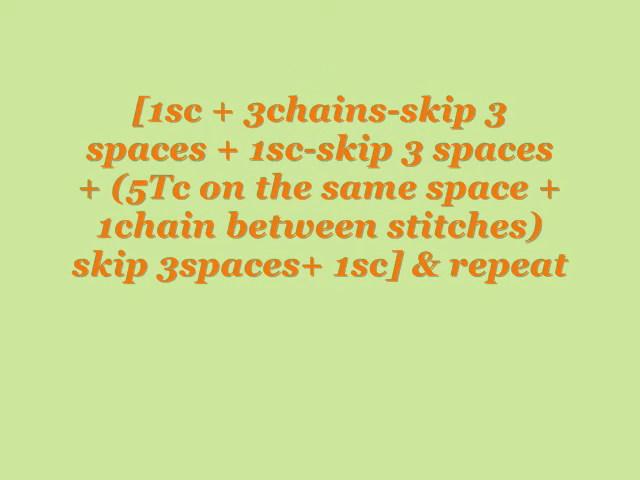 [1sc + 3chains-skip 3
spaces + 1sc-skip 3 spaces
+ (5Tc on the same space +
1chain between stitches)
skip 3spaces+ 1sc] & repeat